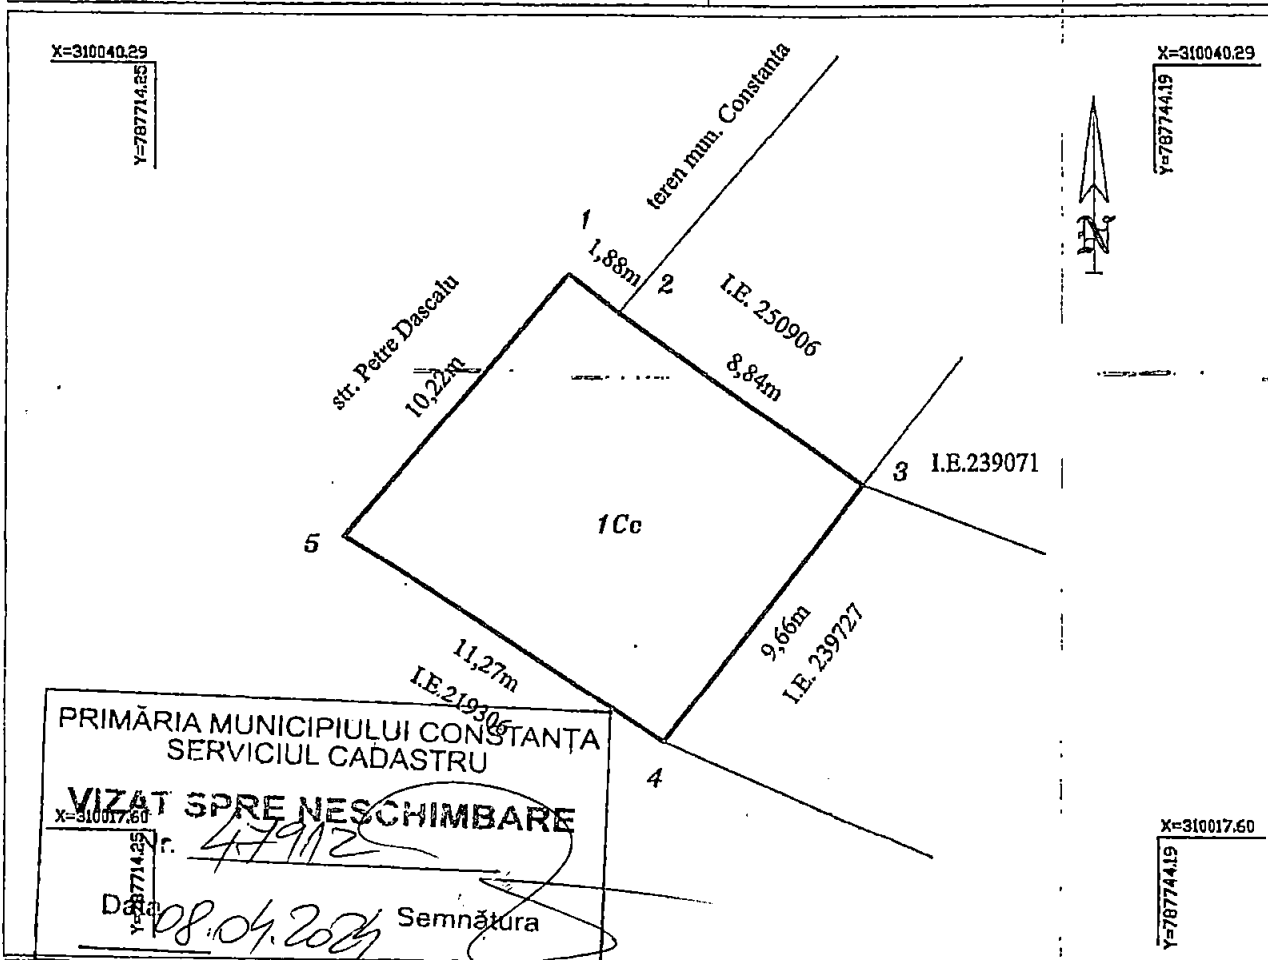 X=310040.29
Y=787714.25
X=310040.29
Y=787744.19
teren mun. Constanta
N
1
1,88m
2
I.E. 250906
str. Petre Dascalu
10,22m
8,84m
3
I.E.239071
1Cc
5
9,66m
I.E. 239727
11,27m
I.E.219306
4
PRIMĂRIA MUNICIPIULUI CONSTANȚA
SERVICIUL CADASTRU
VIZAT SPRE NESCHIMBARE
X=310017.60
Y=787714.25
Nr. 47912
Data 08.04.2024 Semnătura
X=310017.60
Y=787744.19